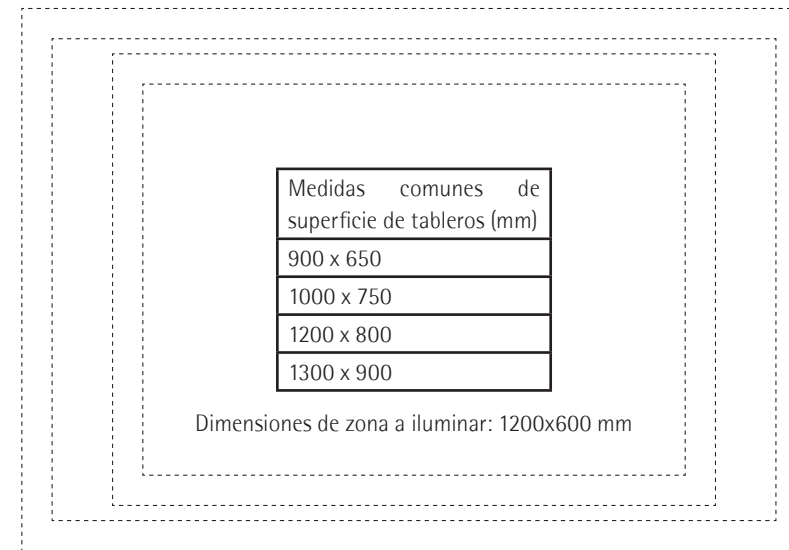 Medidas comunes de
superficie de tableros (mm)
900 x 650
1000 x 750
1200 x 800
1300 x 900
Dimensiones de zona a iluminar: 1200x600 mm